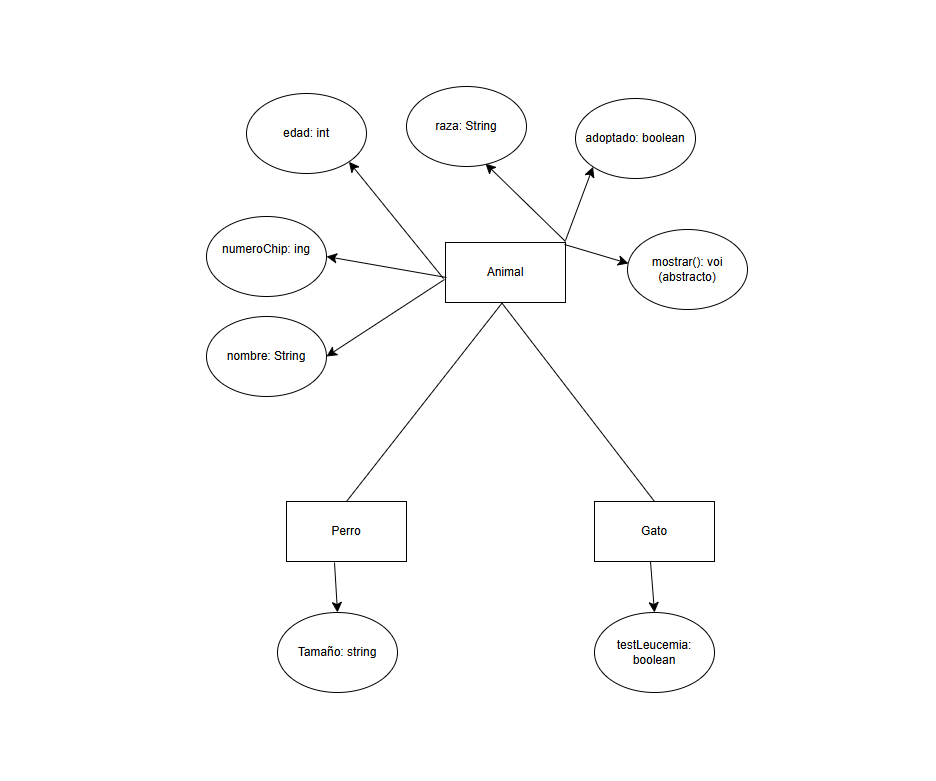 edad: int
raza: String
adoptado: boolean
numeroChip: ing
Animal
mostrar(): voi
(abstracto)
nombre: String
Perro
Gato
Tamaño: string
testLeucemia:
boolean